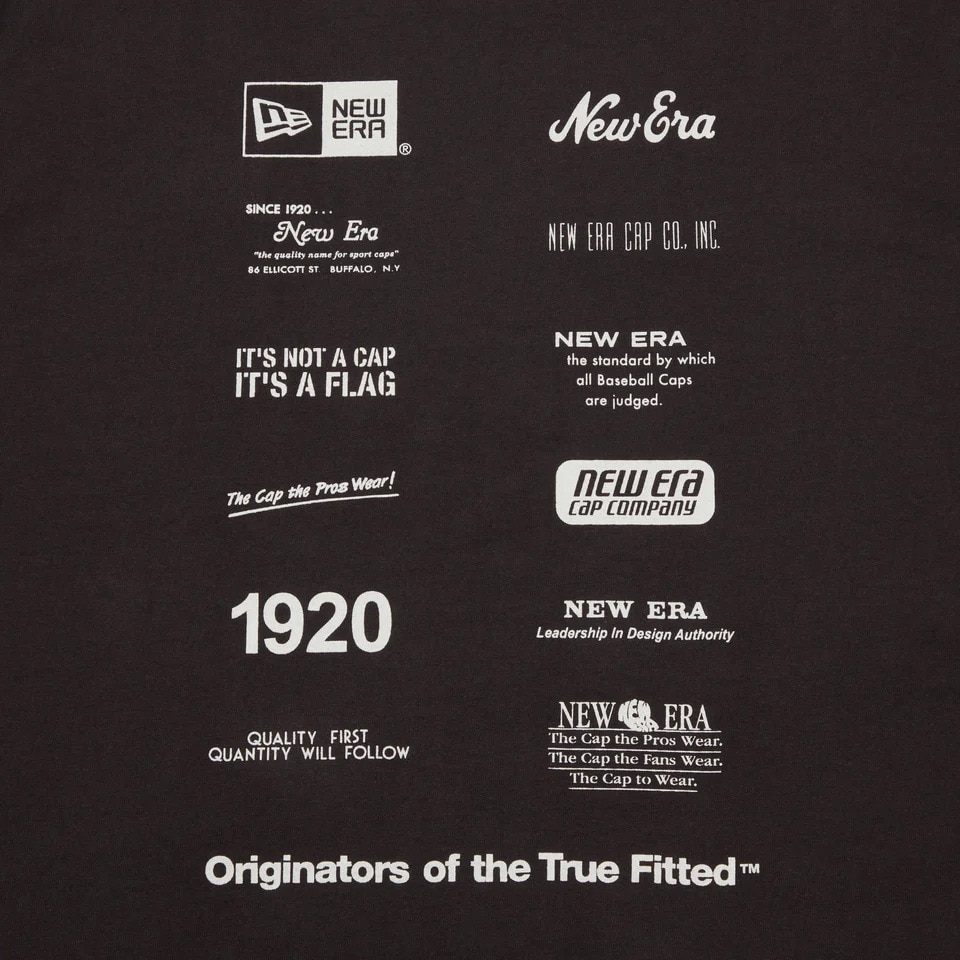 NEW
ERA
®
New Era
SINCE 1920...
New Era
"the quality name for sport caps"
86 ELLICOTT ST. BUFFALO, N.Y
NEW ERA CAP CO., INC.
IT'S NOT A CAP
IT'S A FLAG
NEW ERA
the standard by which
all Baseball Caps
are judged.
The Cap the Pros Wear!
new era
cap company
1920
NEW ERA
Leadership In Design Authority
QUALITY FIRST
QUANTITY WILL FOLLOW
NEW ERA
The Cap the Pros Wear.
The Cap the Fans Wear.
The Cap to Wear.
Originators of the True Fitted™